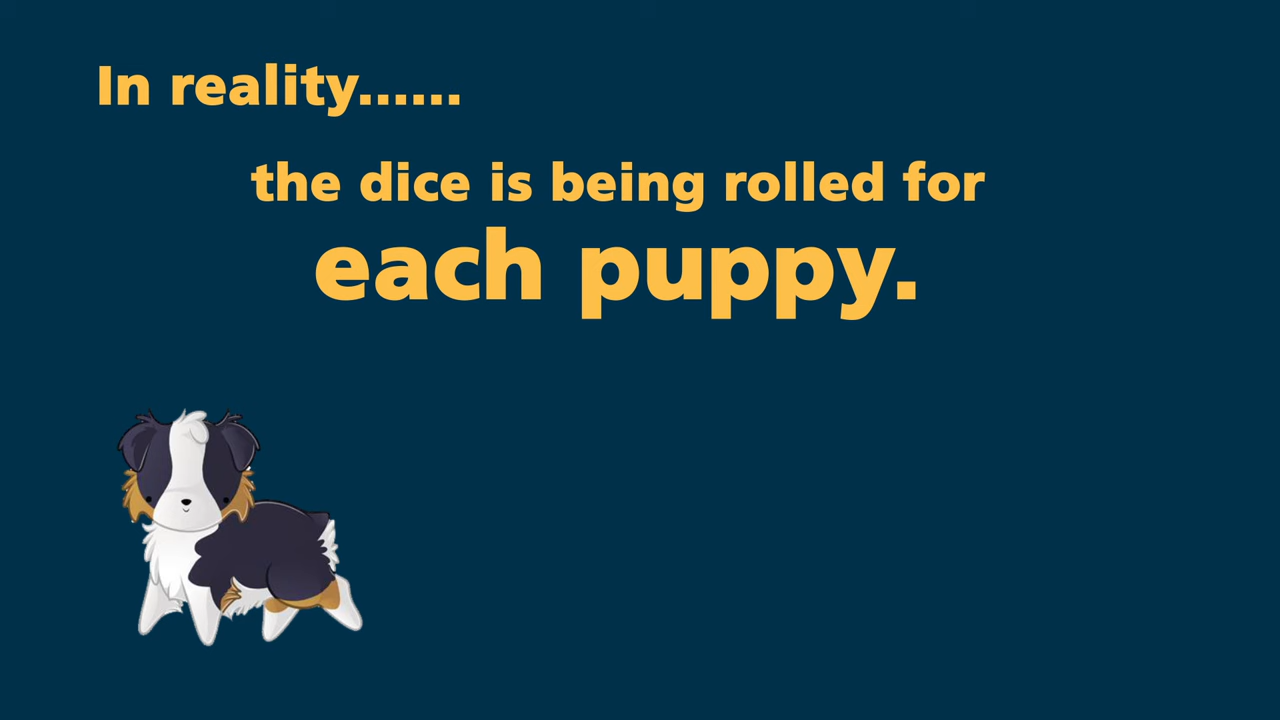 In reality......
the dice is being rolled for
each puppy.